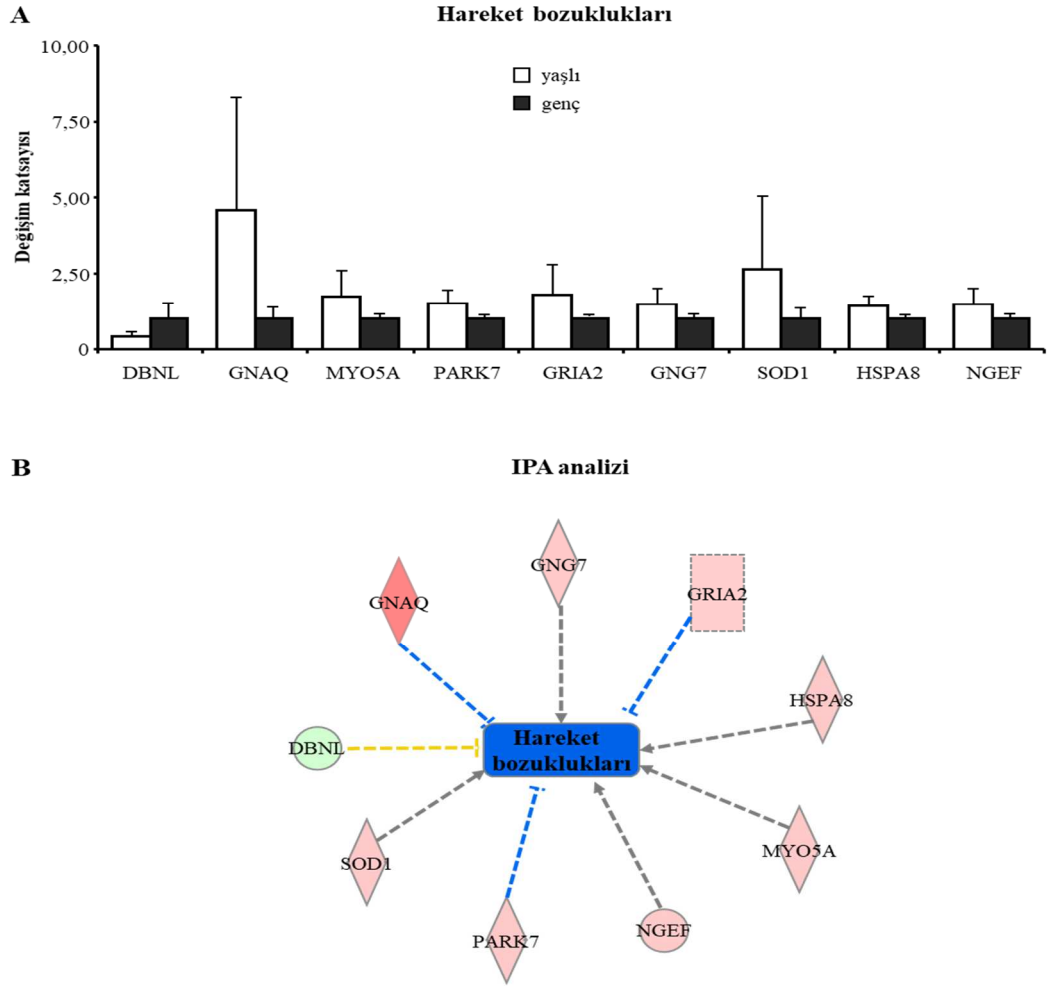 A
Hareket bozuklukları
10,00
7,50
5,00
2,50
0
Değişim katsayısı
yaşlı
genç
DBNL GNAQ MYO5A PARK7 GRIA2 GNG7 SOD1 HSPA8 NGEF
B
IPA analizi
GNG7
GRIA2
GNAQ
HSPA8
DBNL
Hareket
bozuklukları
MYO5A
SOD1
NGEF
PARK7